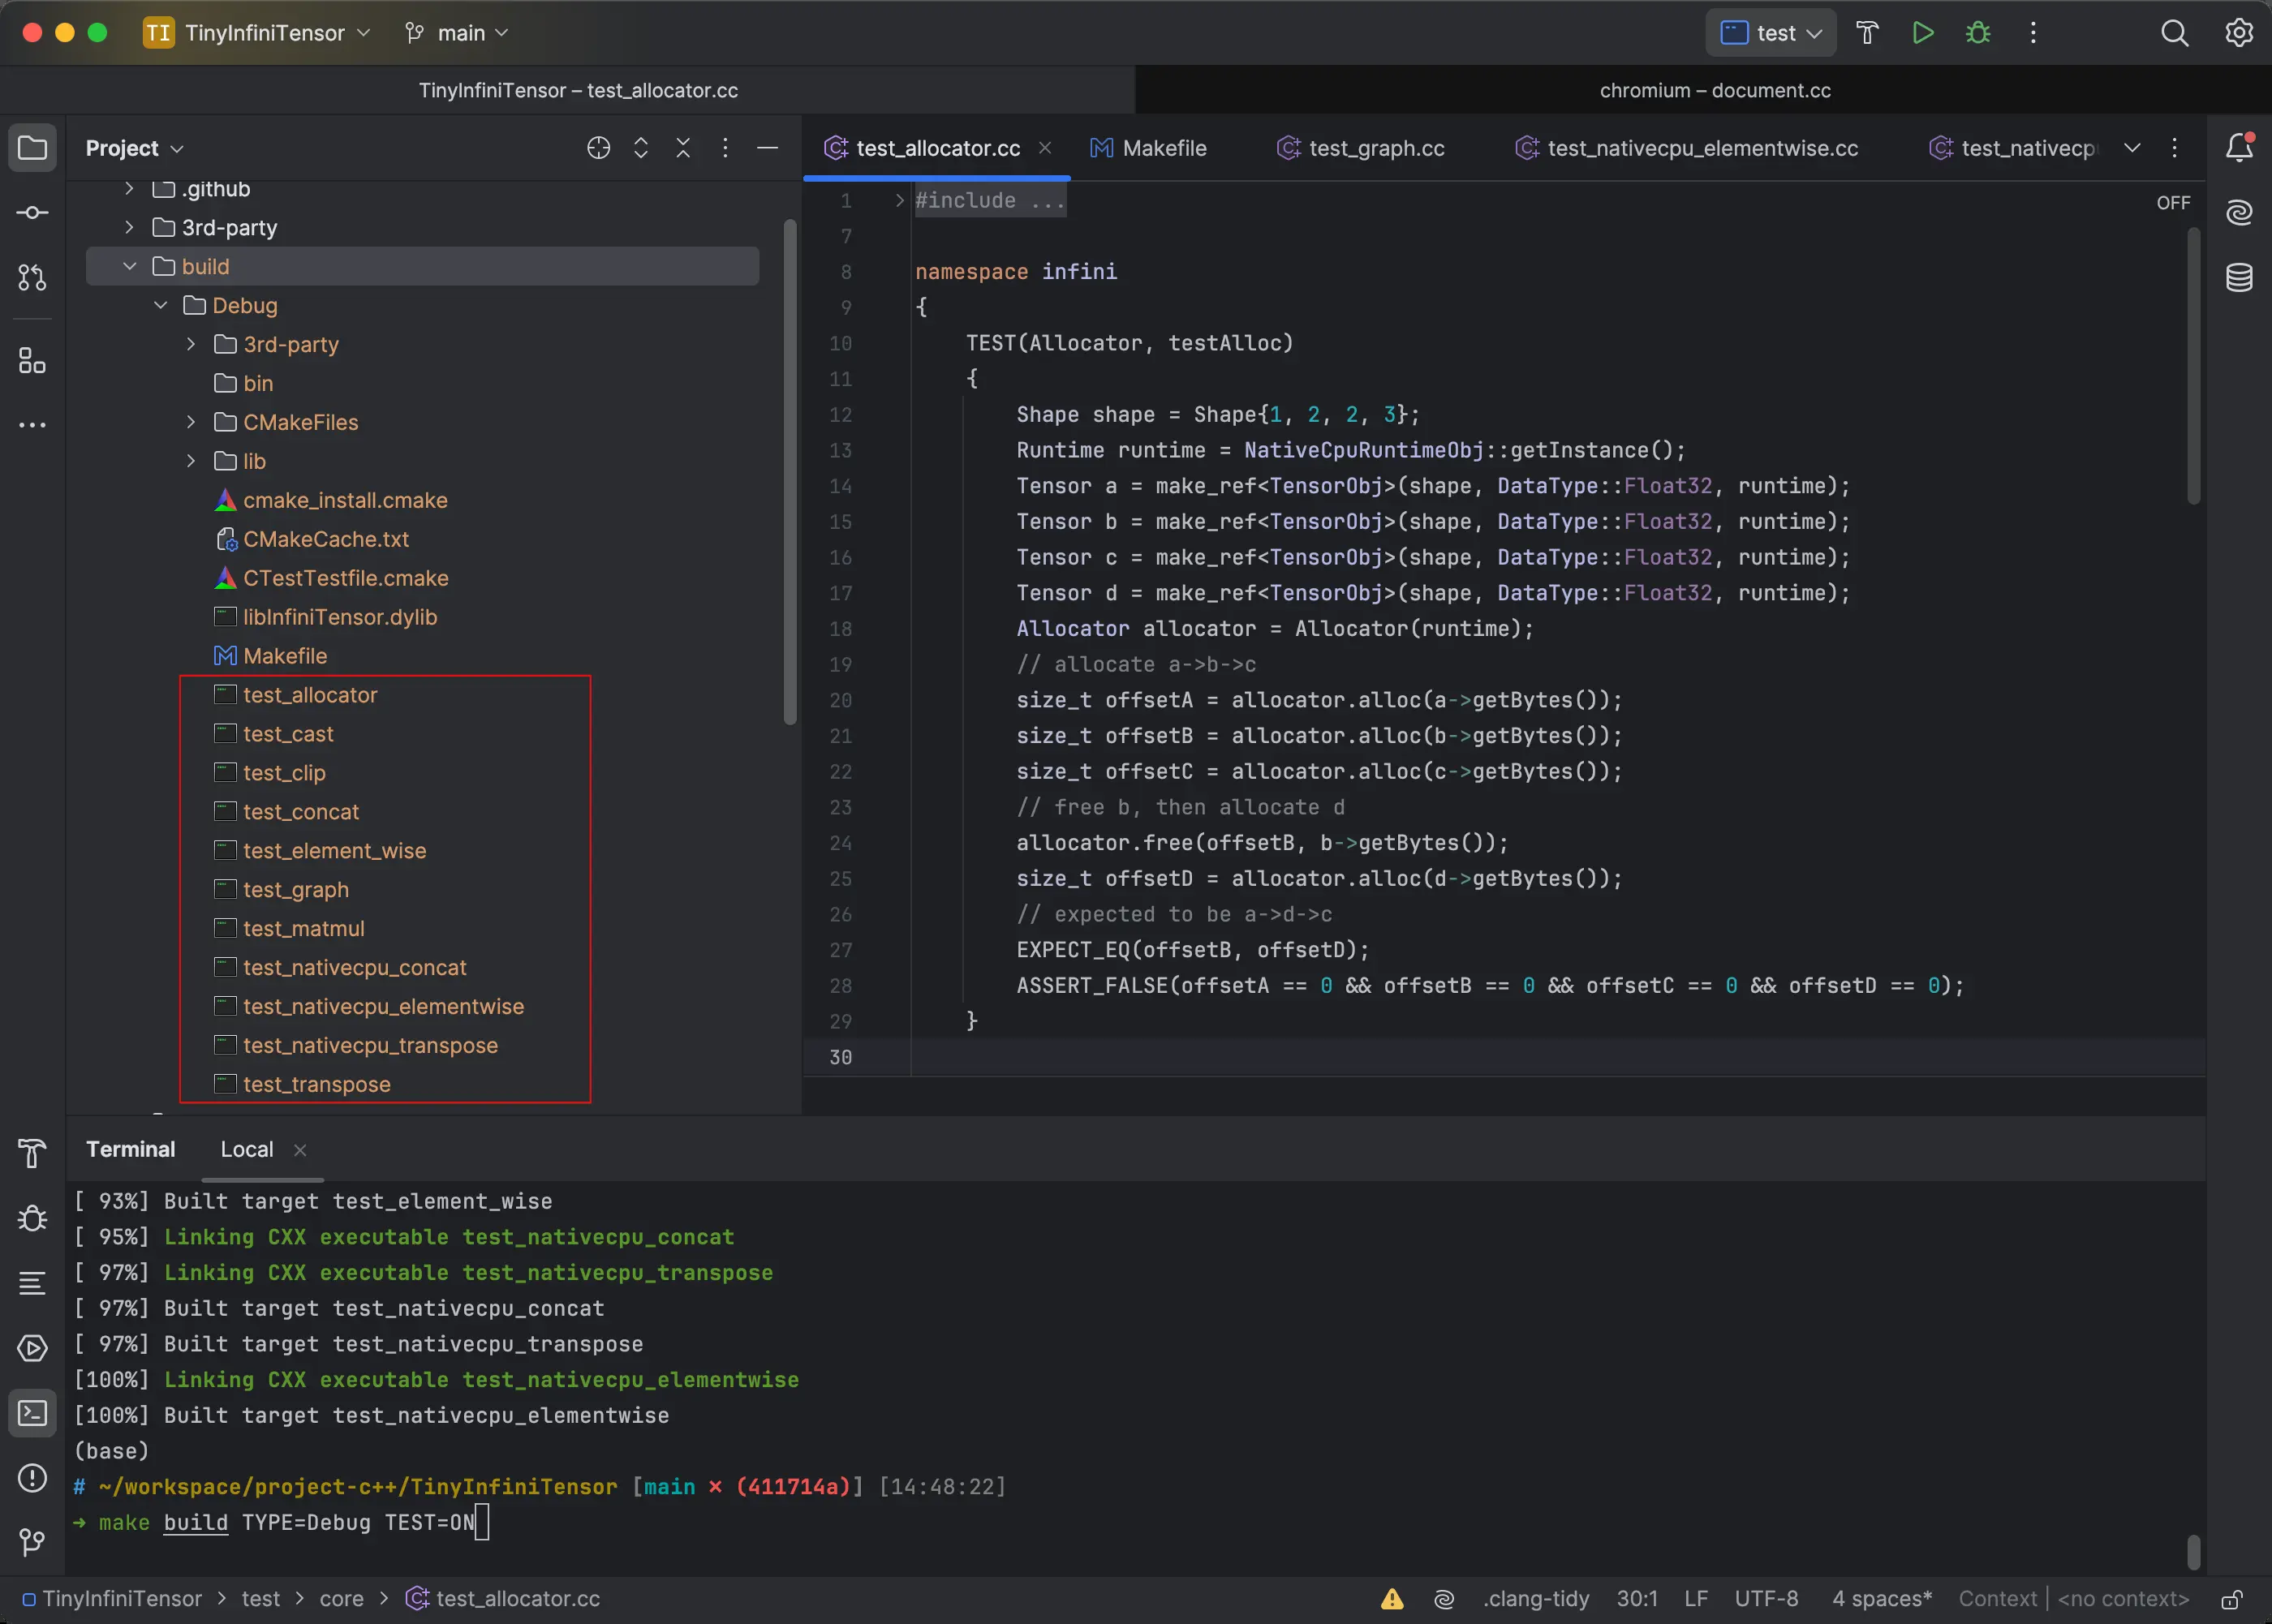 TI TinyInfiniTensor main test
TinyInfiniTensor – test_allocator.cc
chromium – document.cc
Project
.github
3rd-party
build
Debug
3rd-party
bin
CMakeFiles
lib
cmake_install.cmake
CMakeCache.txt
CTestTestfile.cmake
libInfiniTensor.dylib
Makefile
test_allocator
test_cast
test_clip
test_concat
test_element_wise
test_graph
test_matmul
test_nativecpu_concat
test_nativecpu_elementwise
test_nativecpu_transpose
test_transpose
test_allocator.cc Makefile test_graph.cc test_nativecpu_elementwise.cc test_nativecp
OFF
1 #include ...
7
8 namespace infini
9 {
10 TEST(Allocator, testAlloc)
11 {
12 Shape shape = Shape{1, 2, 2, 3};
13 Runtime runtime = NativeCpuRuntimeObj::getInstance();
14 Tensor a = make_ref<TensorObj>(shape, DataType::Float32, runtime);
15 Tensor b = make_ref<TensorObj>(shape, DataType::Float32, runtime);
16 Tensor c = make_ref<TensorObj>(shape, DataType::Float32, runtime);
17 Tensor d = make_ref<TensorObj>(shape, DataType::Float32, runtime);
18 Allocator allocator = Allocator(runtime);
19 // allocate a->b->c
20 size_t offsetA = allocator.alloc(a->getBytes());
21 size_t offsetB = allocator.alloc(b->getBytes());
22 size_t offsetC = allocator.alloc(c->getBytes());
23 // free b, then allocate d
24 allocator.free(offsetB, b->getBytes());
25 size_t offsetD = allocator.alloc(d->getBytes());
26 // expected to be a->d->c
27 EXPECT_EQ(offsetB, offsetD);
28 ASSERT_FALSE(offsetA == 0 && offsetB == 0 && offsetC == 0 && offsetD == 0);
29 }
30
Terminal Local
[ 93%] Built target test_element_wise
[ 95%] Linking CXX executable test_nativecpu_concat
[ 97%] Linking CXX executable test_nativecpu_transpose
[ 97%] Built target test_nativecpu_concat
[ 97%] Built target test_nativecpu_transpose
[100%] Linking CXX executable test_nativecpu_elementwise
[100%] Built target test_nativecpu_elementwise
(base)
# ~/workspace/project-c++/TinyInfiniTensor [main × (411714a)] [14:48:22]
→ make build TYPE=Debug TEST=ON
TinyInfiniTensor > test > core > test_allocator.cc .clang-tidy 30:1 LF UTF-8 4 spaces* Context | <no context>